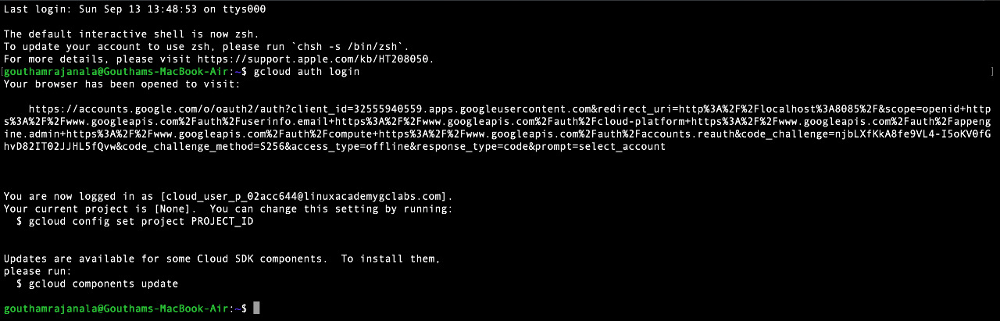 Last login: Sun Sep 13 13:48:53 on ttys000
The default interactive shell is now zsh.
To update your account to use zsh, please run `chsh -s /bin/zsh`.
For more details, please visit https://support.apple.com/kb/HT208050.
[gouthamrajanala@Gouthams-MacBook-Air:~$ gcloud auth login ]
Your browser has been opened to visit:
https://accounts.google.com/o/oauth2/auth?client_id=32555940559.apps.googleusercontent.com&redirect_uri=http%3A%2F%2Flocalhost%3A8085%2F&scope=openid+http
s%3A%2F%2Fwww.googleapis.com%2Fauth%2Fuserinfo.email+https%3A%2F%2Fwww.googleapis.com%2Fauth%2Fcloud-platform+https%3A%2F%2Fwww.googleapis.com%2Fauth%2Fappen
gine.admin+https%3A%2F%2Fwww.googleapis.com%2Fauth%2Fcompute+https%3A%2F%2Fwww.googleapis.com%2Fauth%2Faccounts.reauth&code_challenge=njbLXfKkA8fe9VL4-I5oKV0fG
hvD82IT02JJHL5fQvw&code_challenge_method=S256&access_type=offline&response_type=code&prompt=select_account
You are now logged in as [cloud_user_p_02acc644@linuxacademygclabs.com].
Your current project is [None].  You can change this setting by running:
$ gcloud config set project PROJECT_ID
Updates are available for some Cloud SDK components.  To install them,
please run:
$ gcloud components update
gouthamrajanala@Gouthams-MacBook-Air:~$